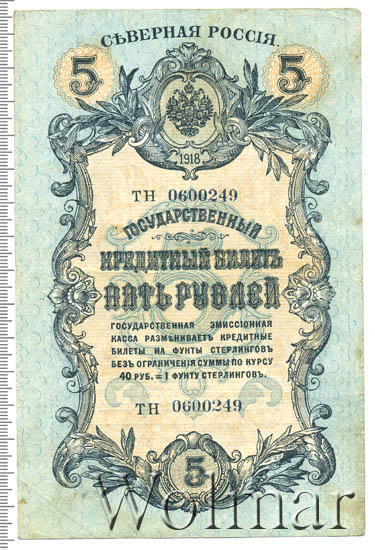 СѢВЕРНАЯ РОССІЯ.
5 5
1918
ТН 0600249
ГОСУДАРСТВЕННЫЙ
КРЕДИТНЫЙ БИЛЕТЪ
ПЯТЬ РУБЛЕЙ
ГОСУДАРСТВЕННАЯ ЭМИССІОННАЯ
КАССА РАЗМѢНИВАЕТЪ КРЕДИТНЫЕ
БИЛЕТЫ НА ФУНТЫ СТЕРЛИНГОВЪ
БЕЗЪ ОГРАНИЧЕНІЯ СУММЫ ПО КУРСУ
40 РУБ. = 1 ФУНТУ СТЕРЛИНГОВЪ.
ТН 0600249
5
Wolmar